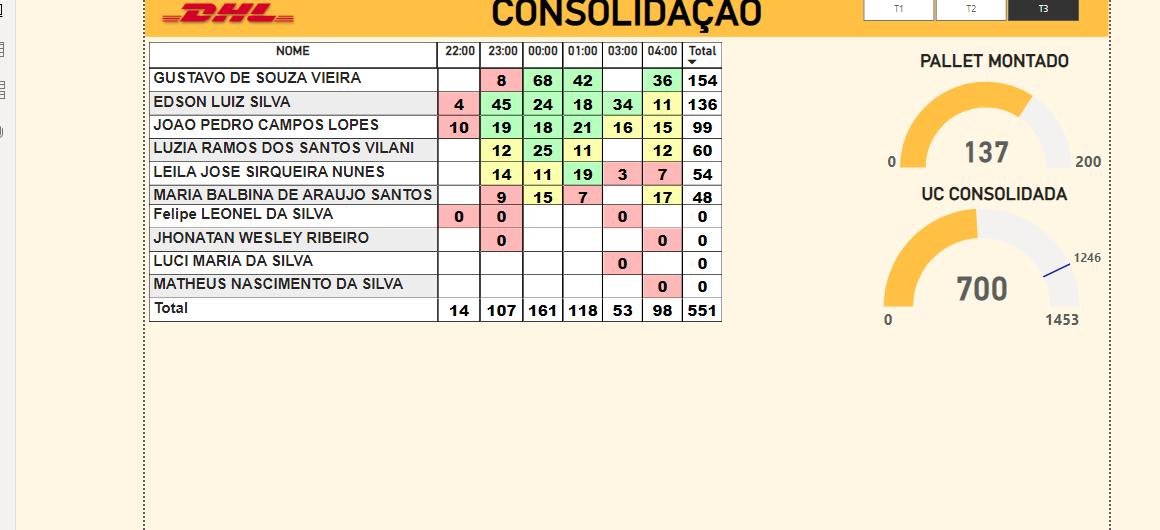 DHL
CONSOLIDAÇÃO
T1 T2 T3
NOME 22:00 23:00 00:00 01:00 03:00 04:00 Total
GUSTAVO DE SOUZA VIEIRA 8 68 42 36 154
EDSON LUIZ SILVA 4 45 24 18 34 11 136
JOAO PEDRO CAMPOS LOPES 10 19 18 21 16 15 99
LUZIA RAMOS DOS SANTOS VILANI 12 25 11 12 60
LEILA JOSE SIRQUEIRA NUNES 14 11 19 3 7 54
MARIA BALBINA DE ARAUJO SANTOS 9 15 7 17 48
Felipe LEONEL DA SILVA 0 0 0 0
JHONATAN WESLEY RIBEIRO 0 0 0
LUCI MARIA DA SILVA 0 0
MATHEUS NASCIMENTO DA SILVA 0 0
Total 14 107 161 118 53 98 551
PALLET MONTADO
137
0 200
UC CONSOLIDADA
1246
700
0 1453